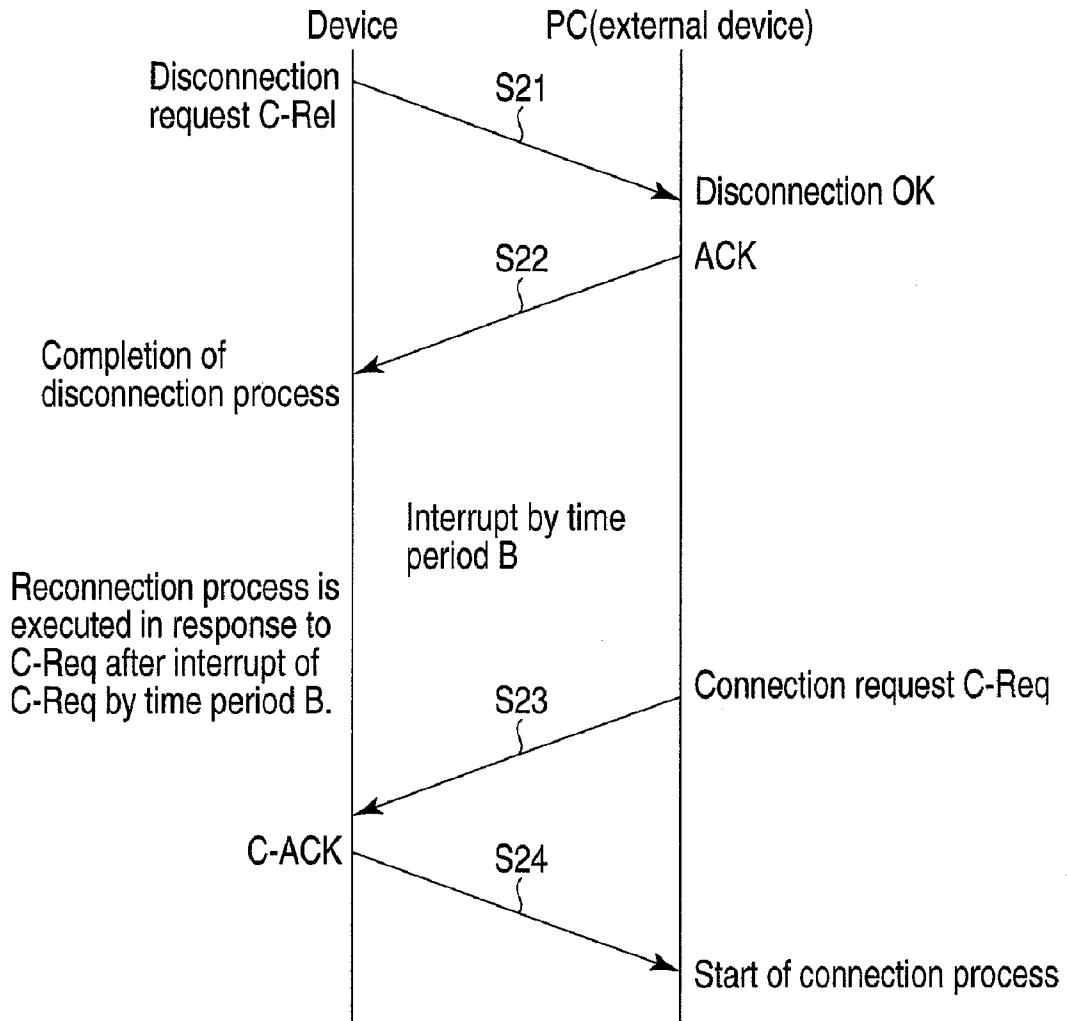 Device
PC(external device)
Disconnection
request C-Rel
S21
Disconnection OK
S22
ACK
Completion of
disconnection process
Interrupt by time
period B
Reconnection process is
executed in response to
C-Req after interrupt of
C-Req by time period B.
Connection request C-Req
S23
C-ACK
S24
Start of connection process